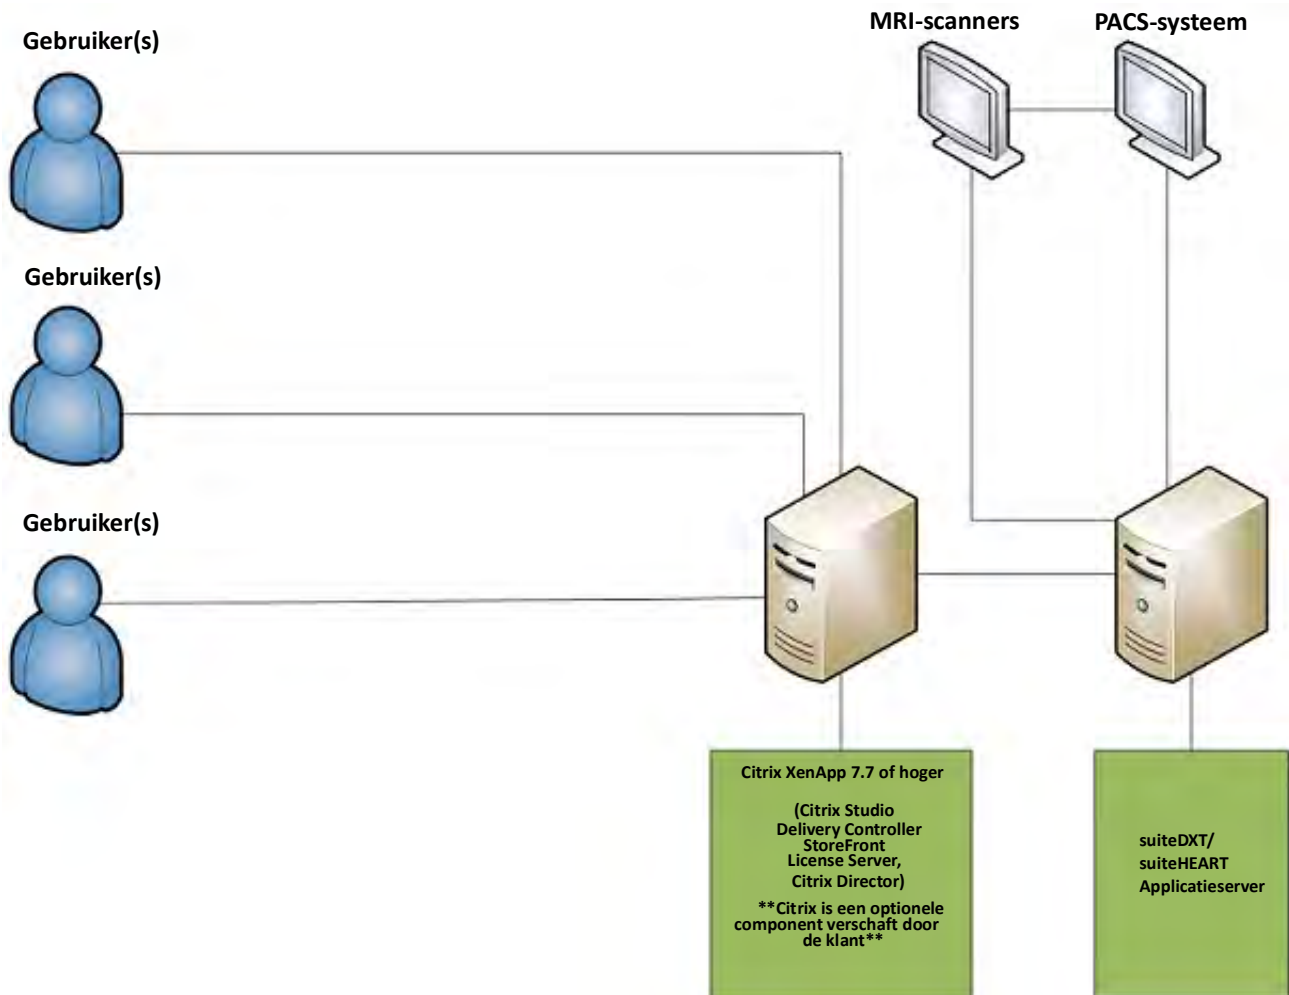 MRI-scanners
PACS-systeem
Gebruiker(s)
Gebruiker(s)
Gebruiker(s)
Citrix XenApp 7.7 of hoger
(Citrix Studio
Delivery Controller
StoreFront
License Server,
Citrix Director)
**Citrix is een optionele
component verschaft door
de klant**
suiteDXT/
suiteHEART
Applicatieserver